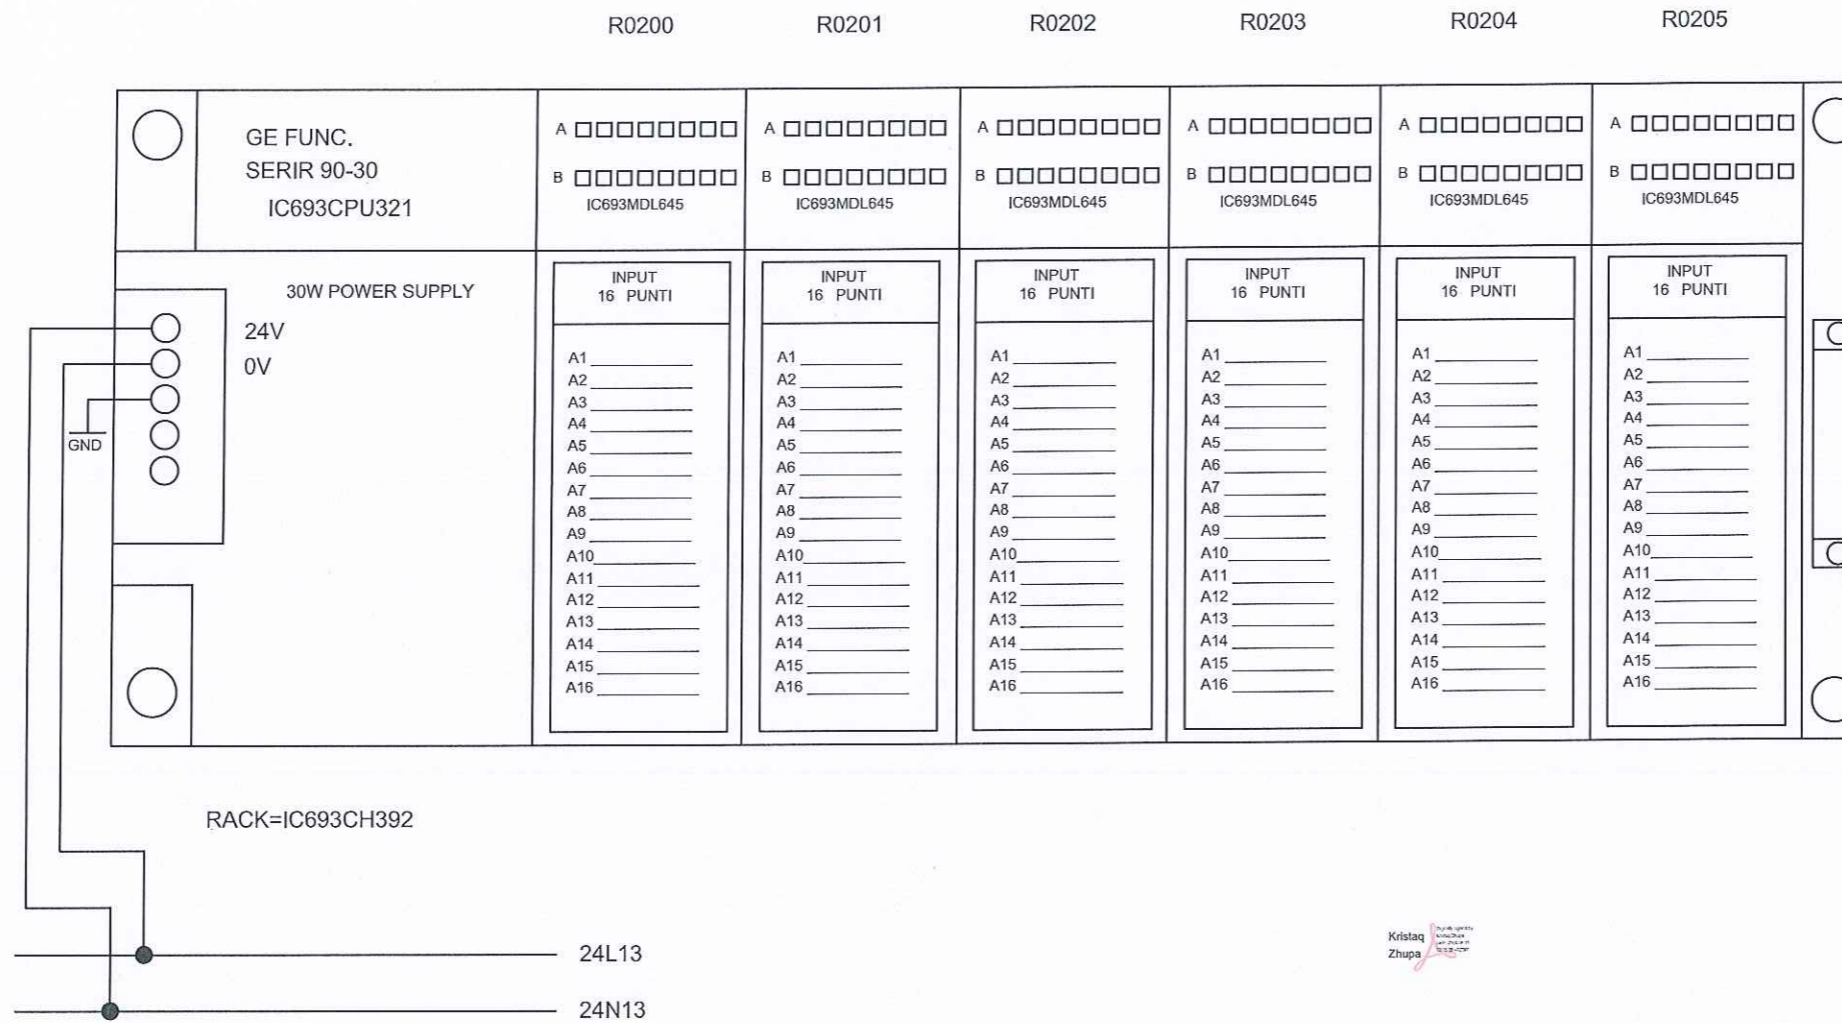 R0200 R0201 R0202 R0203 R0204 R0205
GE FUNC.
SERIR 90-30
IC693CPU321
A A A A A A
B B B B B B
IC693MDL645 IC693MDL645 IC693MDL645 IC693MDL645 IC693MDL645 IC693MDL645
30W POWER SUPPLY
24V
0V
GND
INPUT INPUT INPUT INPUT INPUT INPUT
16 PUNTI 16 PUNTI 16 PUNTI 16 PUNTI 16 PUNTI 16 PUNTI
A1 A1 A1 A1 A1 A1
A2 A2 A2 A2 A2 A2
A3 A3 A3 A3 A3 A3
A4 A4 A4 A4 A4 A4
A5 A5 A5 A5 A5 A5
A6 A6 A6 A6 A6 A6
A7 A7 A7 A7 A7 A7
A8 A8 A8 A8 A8 A8
A9 A9 A9 A9 A9 A9
A10 A10 A10 A10 A10 A10
A11 A11 A11 A11 A11 A11
A12 A12 A12 A12 A12 A12
A13 A13 A13 A13 A13 A13
A14 A14 A14 A14 A14 A14
A15 A15 A15 A15 A15 A15
A16 A16 A16 A16 A16 A16
RACK=IC693CH392
24L13
24N13
Kristaq
Zhupa